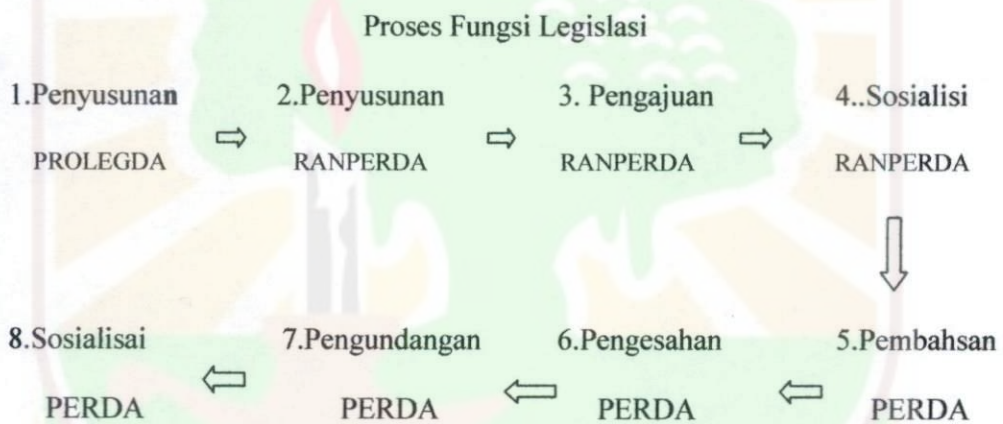 Proses Fungsi Legislasi
1.Penyusunan 2.Penyusunan 3. Pengajuan 4..Sosialisi
PROLEGDA RANPERDA RANPERDA RANPERDA
8.Sosialisai 7.Pengundangan 6.Pengesahan 5.Pembahsan
PERDA PERDA PERDA PERDA